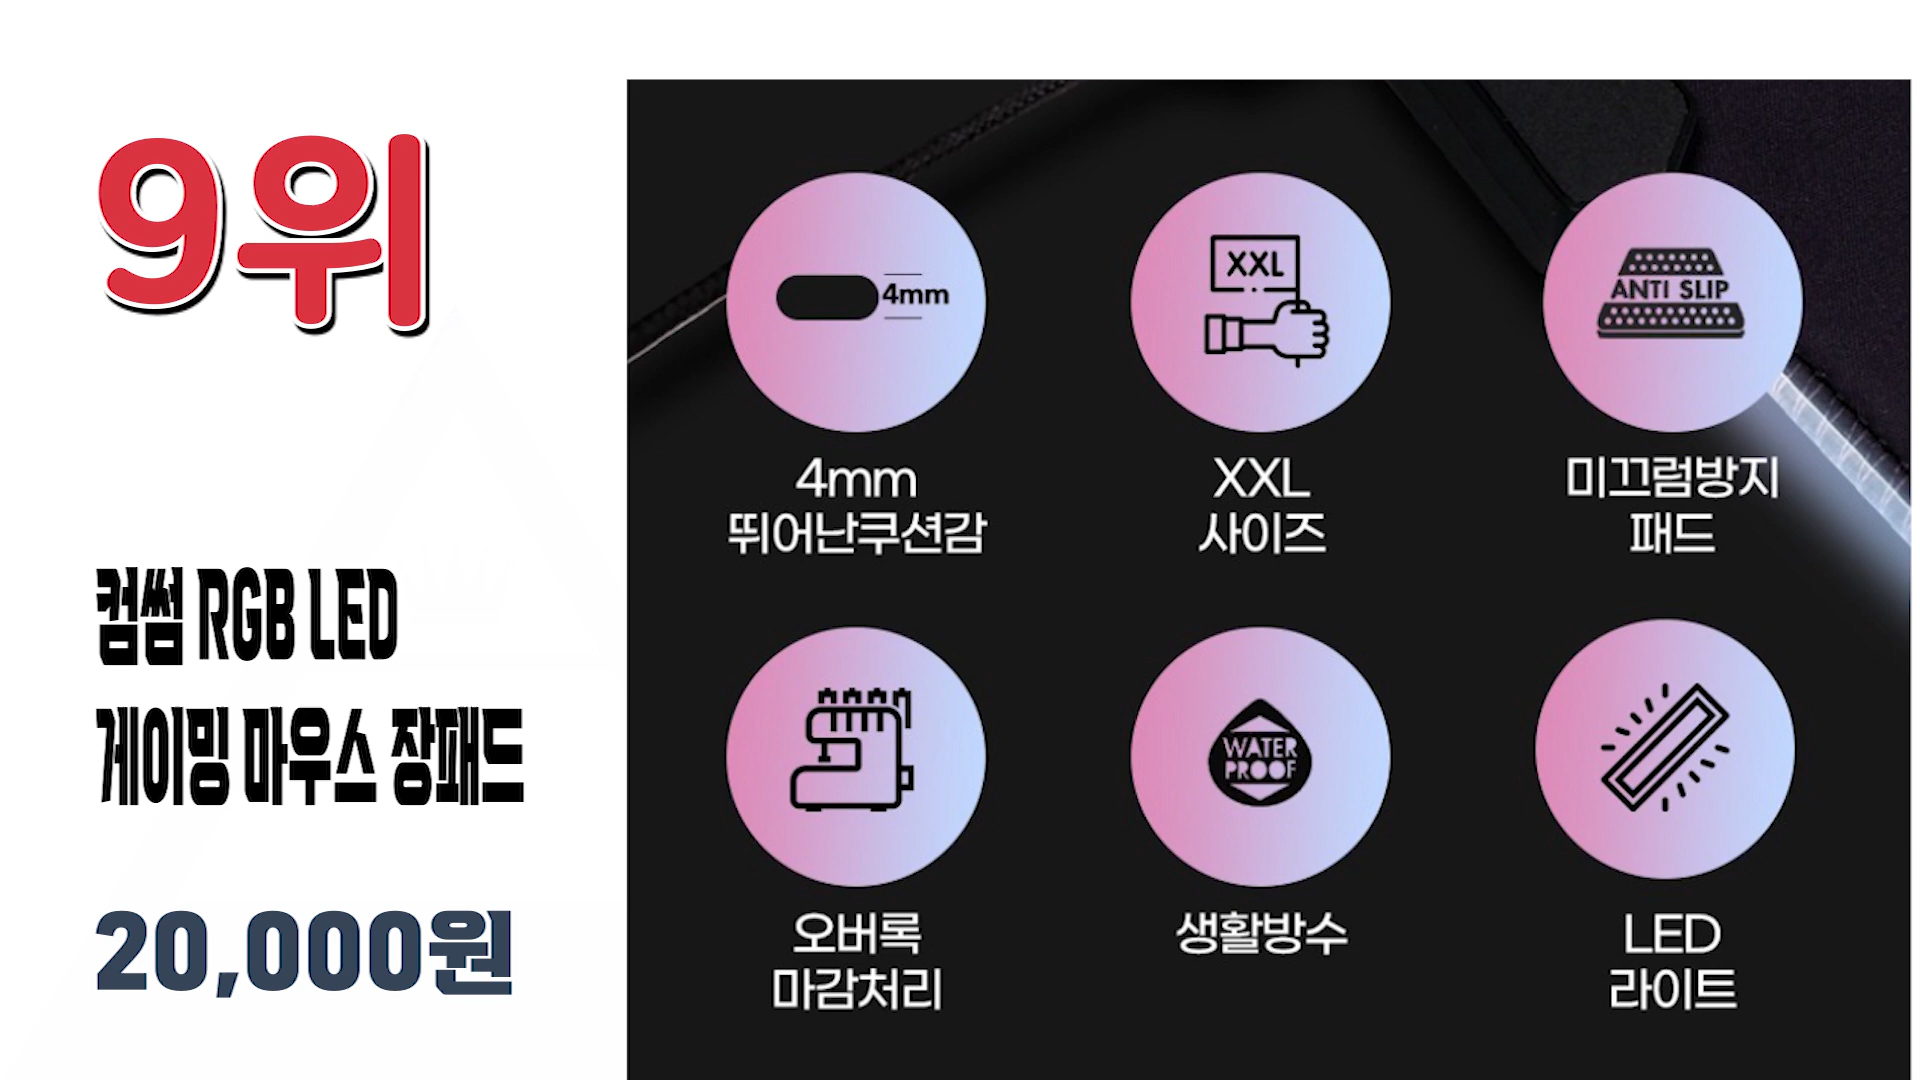 9위
컴썸 RGB LED
게이밍 마우스 장패드
20,000원
4mm
XXL
ANTI SLIP
4mm
뛰어난쿠션감
XXL
사이즈
미끄럼방지
패드
WATER
PROOF
오버록
마감처리
생활방수
LED
라이트